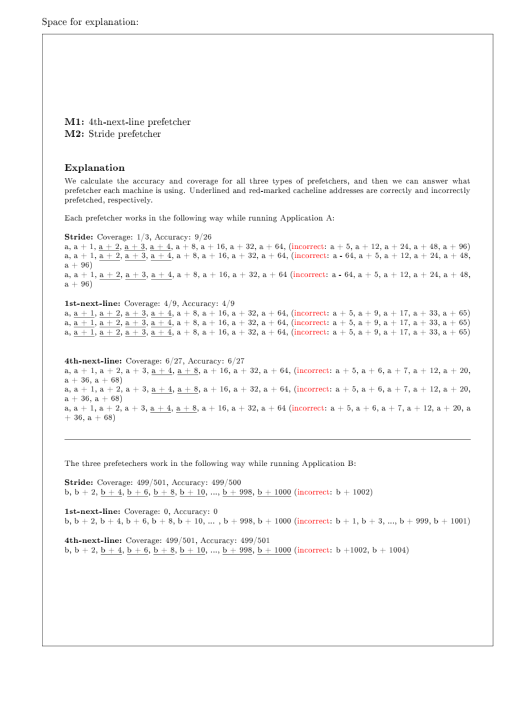 Space for explanation:
M1: 4th-next-line prefetcher
M2: Stride prefetcher
Explanation
We calculate the accuracy and coverage for all three types of prefetchers, and then we can answer what
prefetcher each machine is using. Underlined and red-marked cacheline addresses are correctly and incorrectly
prefetched, respectively.
Each prefetcher works in the following way while running Application A:
Stride: Coverage: 1/3, Accuracy: 9/26
a, a + 1, a + 2, a + 3, a + 4, a + 8, a + 16, a + 32, a + 64, (incorrect: a + 5, a + 12, a + 24, a + 48, a + 96)
a, a + 1, a + 2, a + 3, a + 4, a + 8, a + 16, a + 32, a + 64, (incorrect: a - 64, a + 5, a + 12, a + 24, a + 48,
a + 96)
a, a + 1, a + 2, a + 3, a + 4, a + 8, a + 16, a + 32, a + 64 (incorrect: a - 64, a + 5, a + 12, a + 24, a + 48,
a + 96)
1st-next-line: Coverage: 4/9, Accuracy: 4/9
a, a + 1, a + 2, a + 3, a + 4, a + 8, a + 16, a + 32, a + 64, (incorrect: a + 5, a + 9, a + 17, a + 33, a + 65)
a, a + 1, a + 2, a + 3, a + 4, a + 8, a + 16, a + 32, a + 64, (incorrect: a + 5, a + 9, a + 17, a + 33, a + 65)
a, a + 1, a + 2, a + 3, a + 4, a + 8, a + 16, a + 32, a + 64, (incorrect: a + 5, a + 9, a + 17, a + 33, a + 65)
4th-next-line: Coverage: 6/27, Accuracy: 6/27
a, a + 1, a + 2, a + 3, a + 4, a + 8, a + 16, a + 32, a + 64, (incorrect: a + 5, a + 6, a + 7, a + 12, a + 20,
a + 36, a + 68)
a, a + 1, a + 2, a + 3, a + 4, a + 8, a + 16, a + 32, a + 64, (incorrect: a + 5, a + 6, a + 7, a + 12, a + 20,
a + 36, a + 68)
a, a + 1, a + 2, a + 3, a + 4, a + 8, a + 16, a + 32, a + 64 (incorrect: a + 5, a + 6, a + 7, a + 12, a + 20, a
+ 36, a + 68)
The three prefetechers work in the following way while running Application B:
Stride: Coverage: 499/501, Accuracy: 499/500
b, b + 2, b + 4, b + 6, b + 8, b + 10, ..., b + 998, b + 1000 (incorrect: b + 1002)
1st-next-line: Coverage: 0, Accuracy: 0
b, b + 2, b + 4, b + 6, b + 8, b + 10, ... , b + 998, b + 1000 (incorrect: b + 1, b + 3, ..., b + 999, b + 1001)
4th-next-line: Coverage: 499/501, Accuracy: 499/501
b, b + 2, b + 4, b + 6, b + 8, b + 10, ..., b + 998, b + 1000 (incorrect: b +1002, b + 1004)